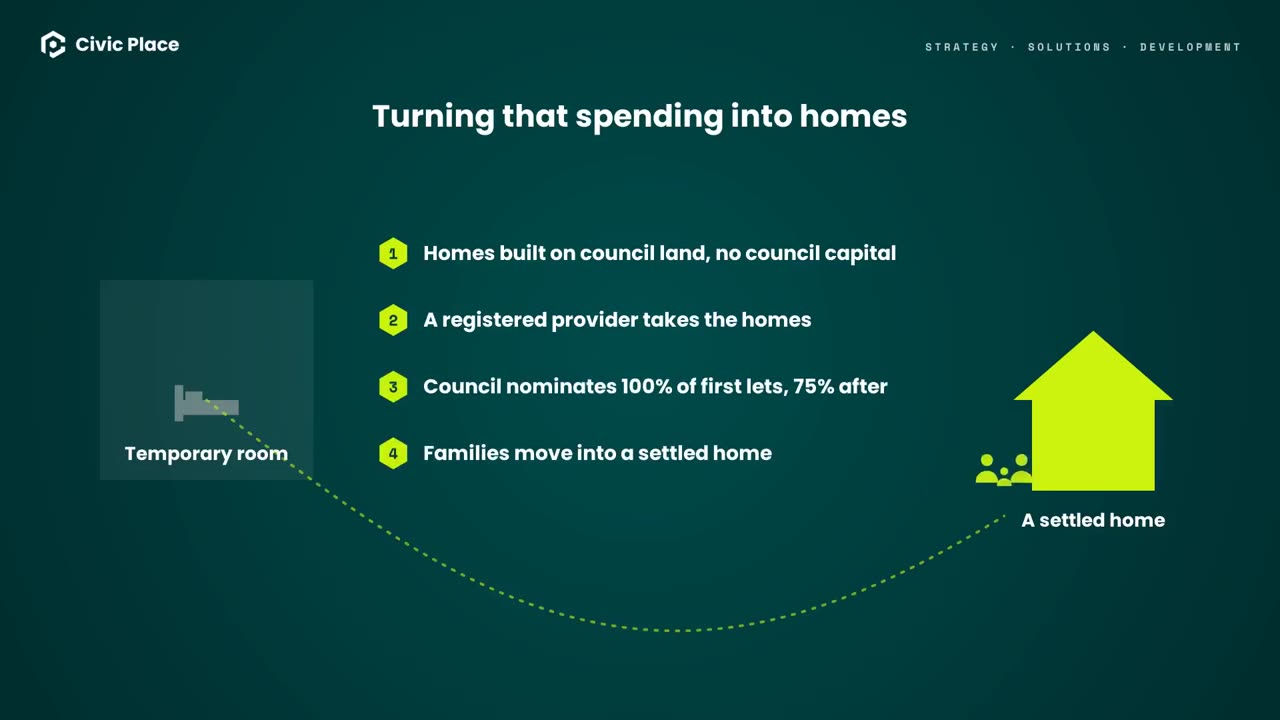 Civic Place
STRATEGY · SOLUTIONS · DEVELOPMENT
Turning that spending into homes
1 Homes built on council land, no council capital
2 A registered provider takes the homes
3 Council nominates 100% of first lets, 75% after
4 Families move into a settled home
Temporary room
A settled home